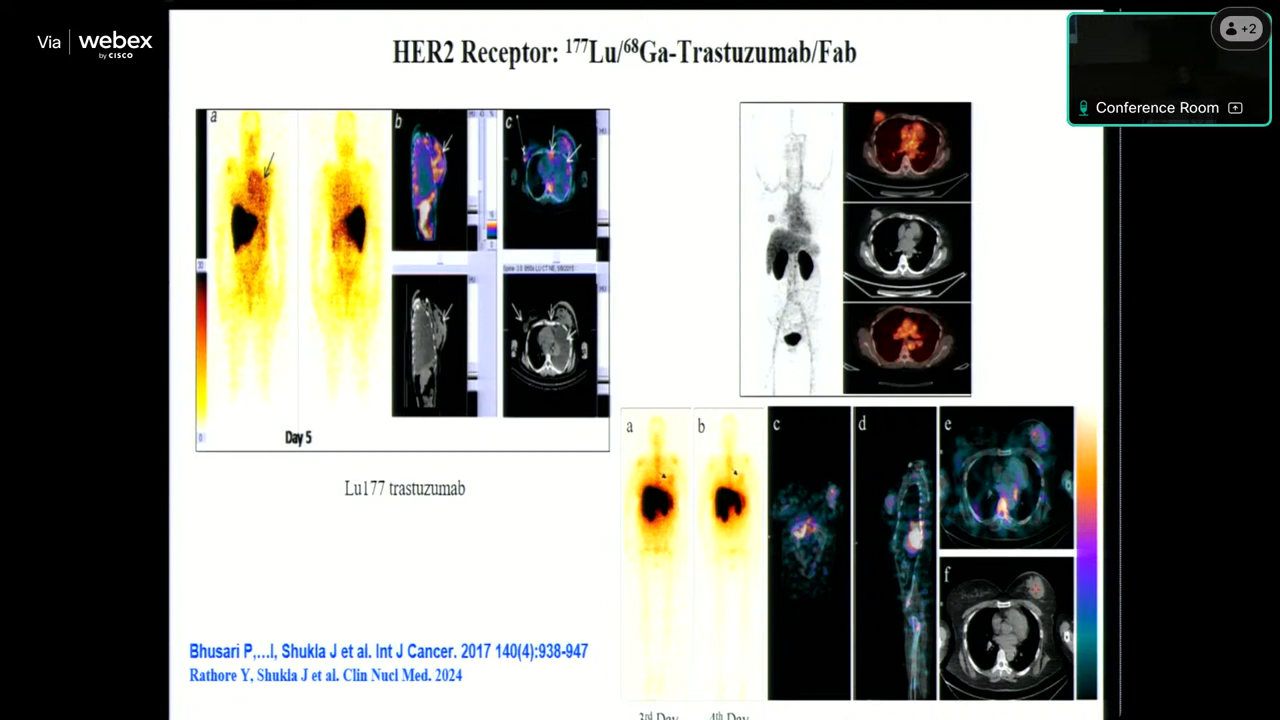 Via webex
by CISCO
HER2 Receptor: ¹⁷⁷Lu/⁶⁸Ga-Trastuzumab/Fab
+2
Conference Room
a
b
c
Day 5
Lu177 trastuzumab
a
b
c
d
e
f
3rd Day
4th Day
Bhusari P,...I, Shukla J et al. Int J Cancer. 2017 140(4):938-947
Rathore Y, Shukla J et al. Clin Nucl Med. 2024